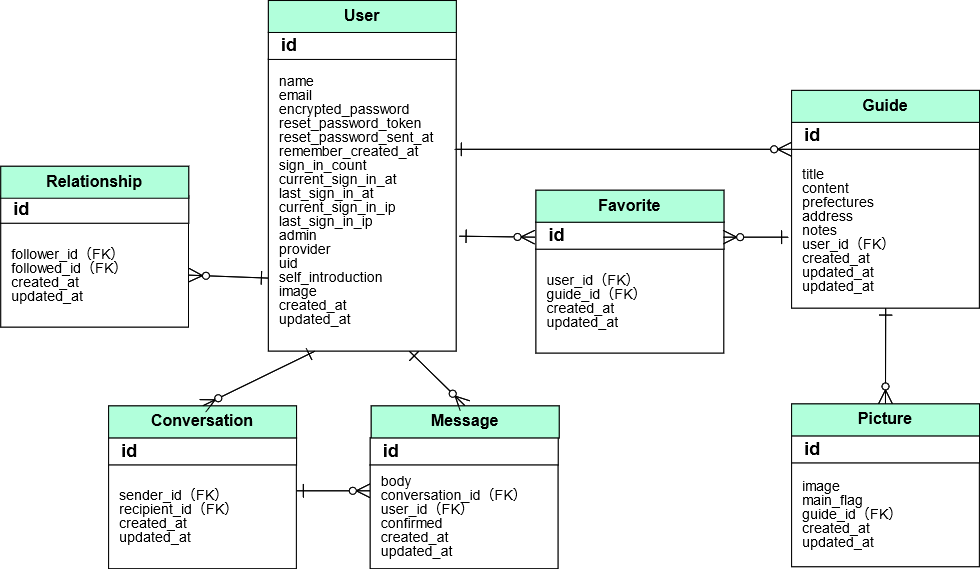 User
id
name
email
encrypted_password
reset_password_token
reset_password_sent_at
remember_created_at
sign_in_count
current_sign_in_at
last_sign_in_at
current_sign_in_ip
last_sign_in_ip
admin
provider
uid
self_introduction
image
created_at
updated_at
Guide
id
title
content
prefectures
address
notes
user_id（FK）
created_at
updated_at
updated_at
Relationship
id
follower_id（FK）
followed_id（FK）
created_at
updated_at
Favorite
id
user_id（FK）
guide_id（FK）
created_at
updated_at
Conversation
id
sender_id（FK）
recipient_id（FK）
created_at
updated_at
Message
id
body
conversation_id（FK）
user_id（FK）
confirmed
created_at
updated_at
Picture
id
image
main_flag
guide_id（FK）
created_at
updated_at